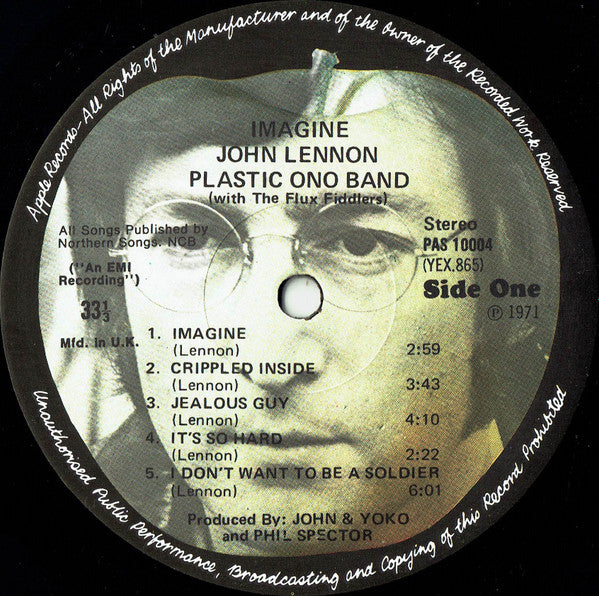 Apple Records-All Rights of the Manufacturer and of the Owner of the Recorded Work Reserved
IMAGINE
JOHN LENNON
PLASTIC ONO BAND
(with The Flux Fiddlers)
All Songs Published by
Northern Songs. NCB
("An EMI
Recording")
33⅓
Mfd. in U.K.
Stereo
PAS 10004
(YEX.865)
Side One
℗ 1971
1. IMAGINE
(Lennon) 2:59
2. CRIPPLED INSIDE
(Lennon) 3:43
3. JEALOUS GUY
(Lennon) 4:10
4. IT'S SO HARD
(Lennon) 2:22
5. I DON'T WANT TO BE A SOLDIER
(Lennon) 6:01
Produced By: JOHN & YOKO
and PHIL SPECTOR
Unauthorised Public Performance, Broadcasting and Copying of this Record Prohibited